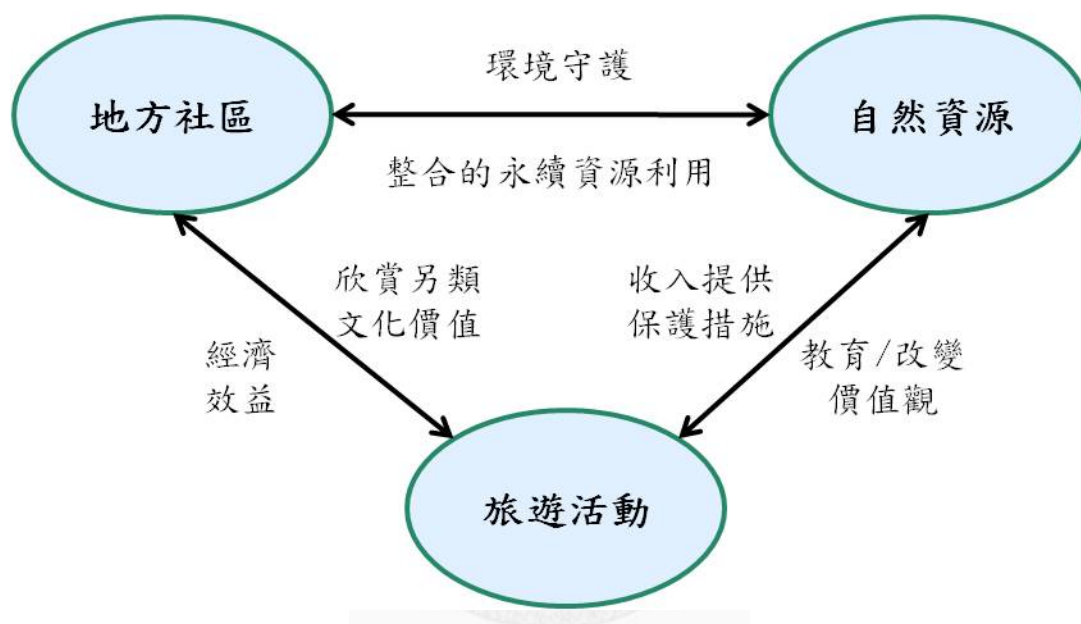 環境守護
地方社區
自然資源
整合的永續資源利用
欣賞另類
文化價值
收入提供
保護措施
經濟
效益
教育/改變
價值觀
旅遊活動